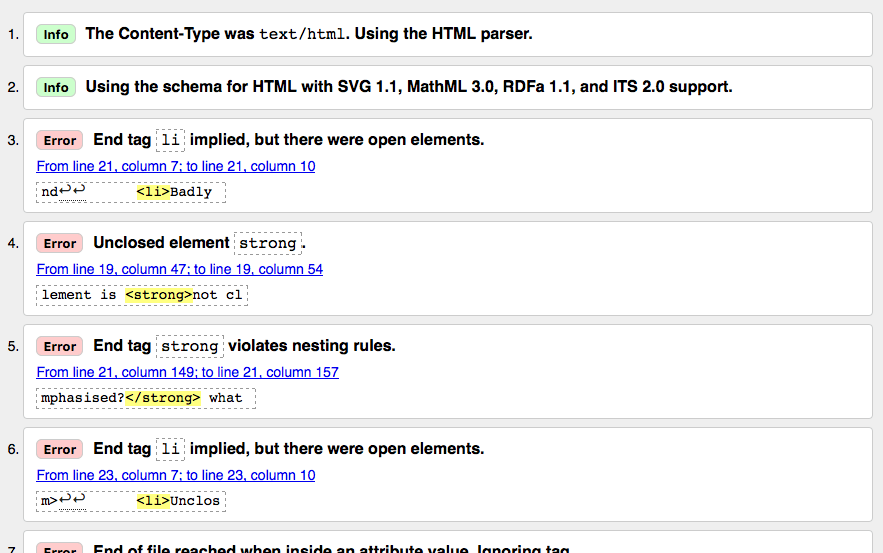 1. Info The Content-Type was text/html. Using the HTML parser.
2. Info Using the schema for HTML with SVG 1.1, MathML 3.0, RDFa 1.1, and ITS 2.0 support.
3. Error End tag li implied, but there were open elements.
From line 21, column 7; to line 21, column 10
nd↩↩ <li>Badly
4. Error Unclosed element strong.
From line 19, column 47; to line 19, column 54
lement is <strong>not cl
5. Error End tag strong violates nesting rules.
From line 21, column 149; to line 21, column 157
mphasised?</strong> what
6. Error End tag li implied, but there were open elements.
From line 23, column 7; to line 23, column 10
m>↩↩ <li>Unclos
7. Error End of file reached when inside an attribute value. Ignoring tag.